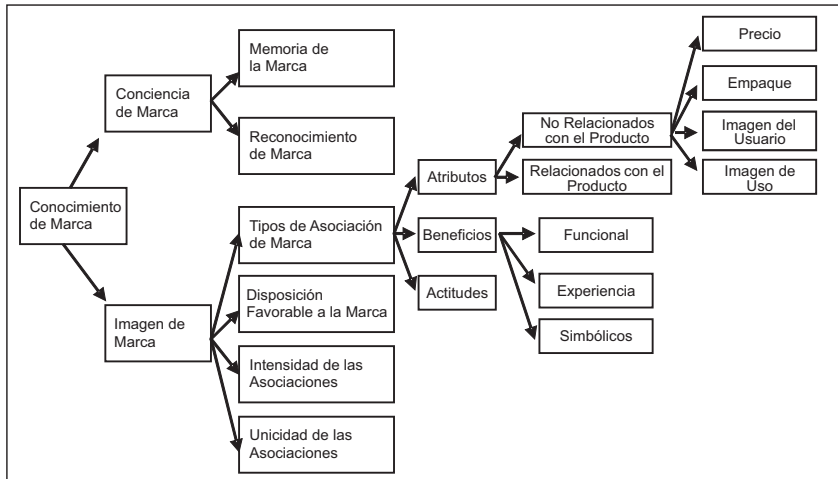 Memoria de
la Marca
Conciencia
de Marca
Reconocimiento
de Marca
Conocimiento
de Marca
Imagen de
Marca
Tipos de Asociación
de Marca
Disposición
Favorable a la Marca
Intensidad de las
Asociaciones
Unicidad de las
Asociaciones
Atributos
Beneficios
Actitudes
No Relacionados
con el Producto
Relacionados con el
Producto
Funcional
Experiencia
Simbólicos
Precio
Empaque
Imagen del
Usuario
Imagen de
Uso